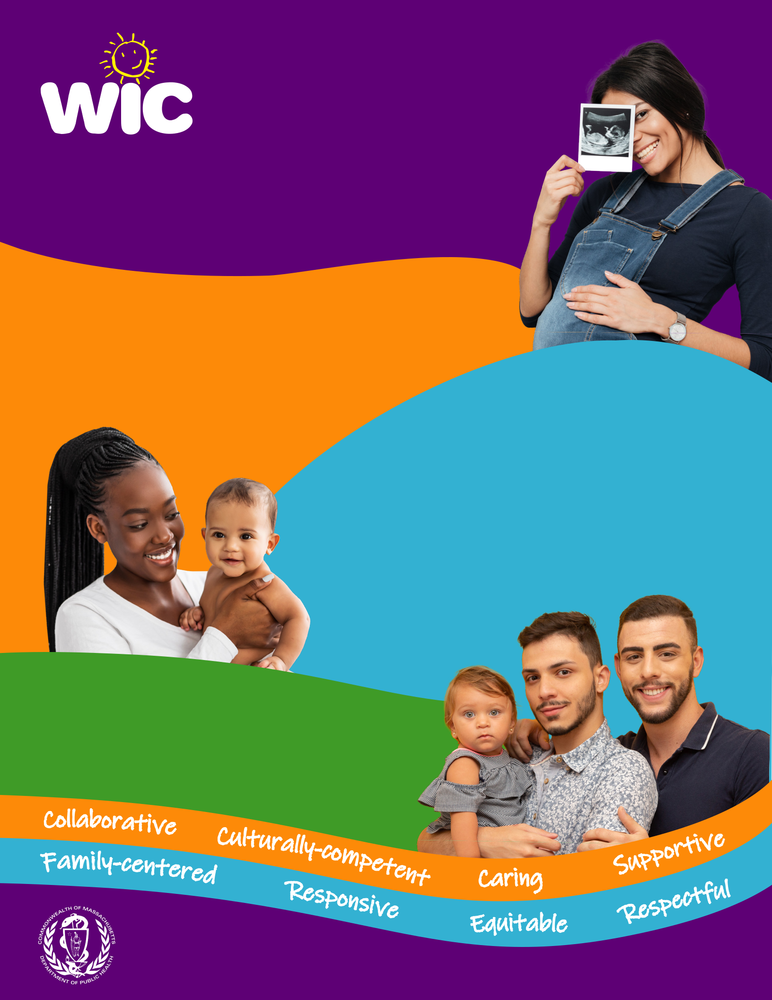 WIC
Collaborative
Culturally-competent
Caring
Supportive
Family-centered
Responsive
Equitable
Respectful
COMMONWEALTH OF MASSACHUSETTS
DEPARTMENT OF PUBLIC HEALTH